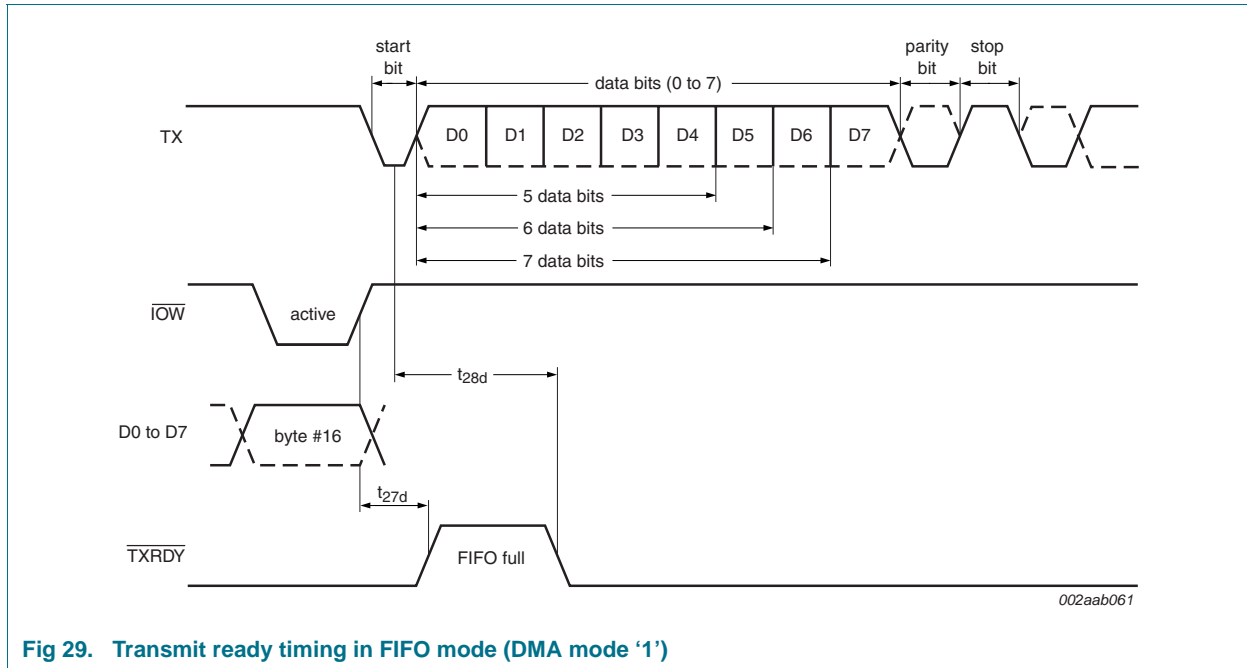 start
bit
data bits (0 to 7)
parity
bit
stop
bit
TX
D0 D1 D2 D3 D4 D5 D6 D7
5 data bits
6 data bits
7 data bits
IOW
active
t28d
D0 to D7
byte #16
t27d
TXRDY
FIFO full
002aab061
Fig 29. Transmit ready timing in FIFO mode (DMA mode ‘1’)